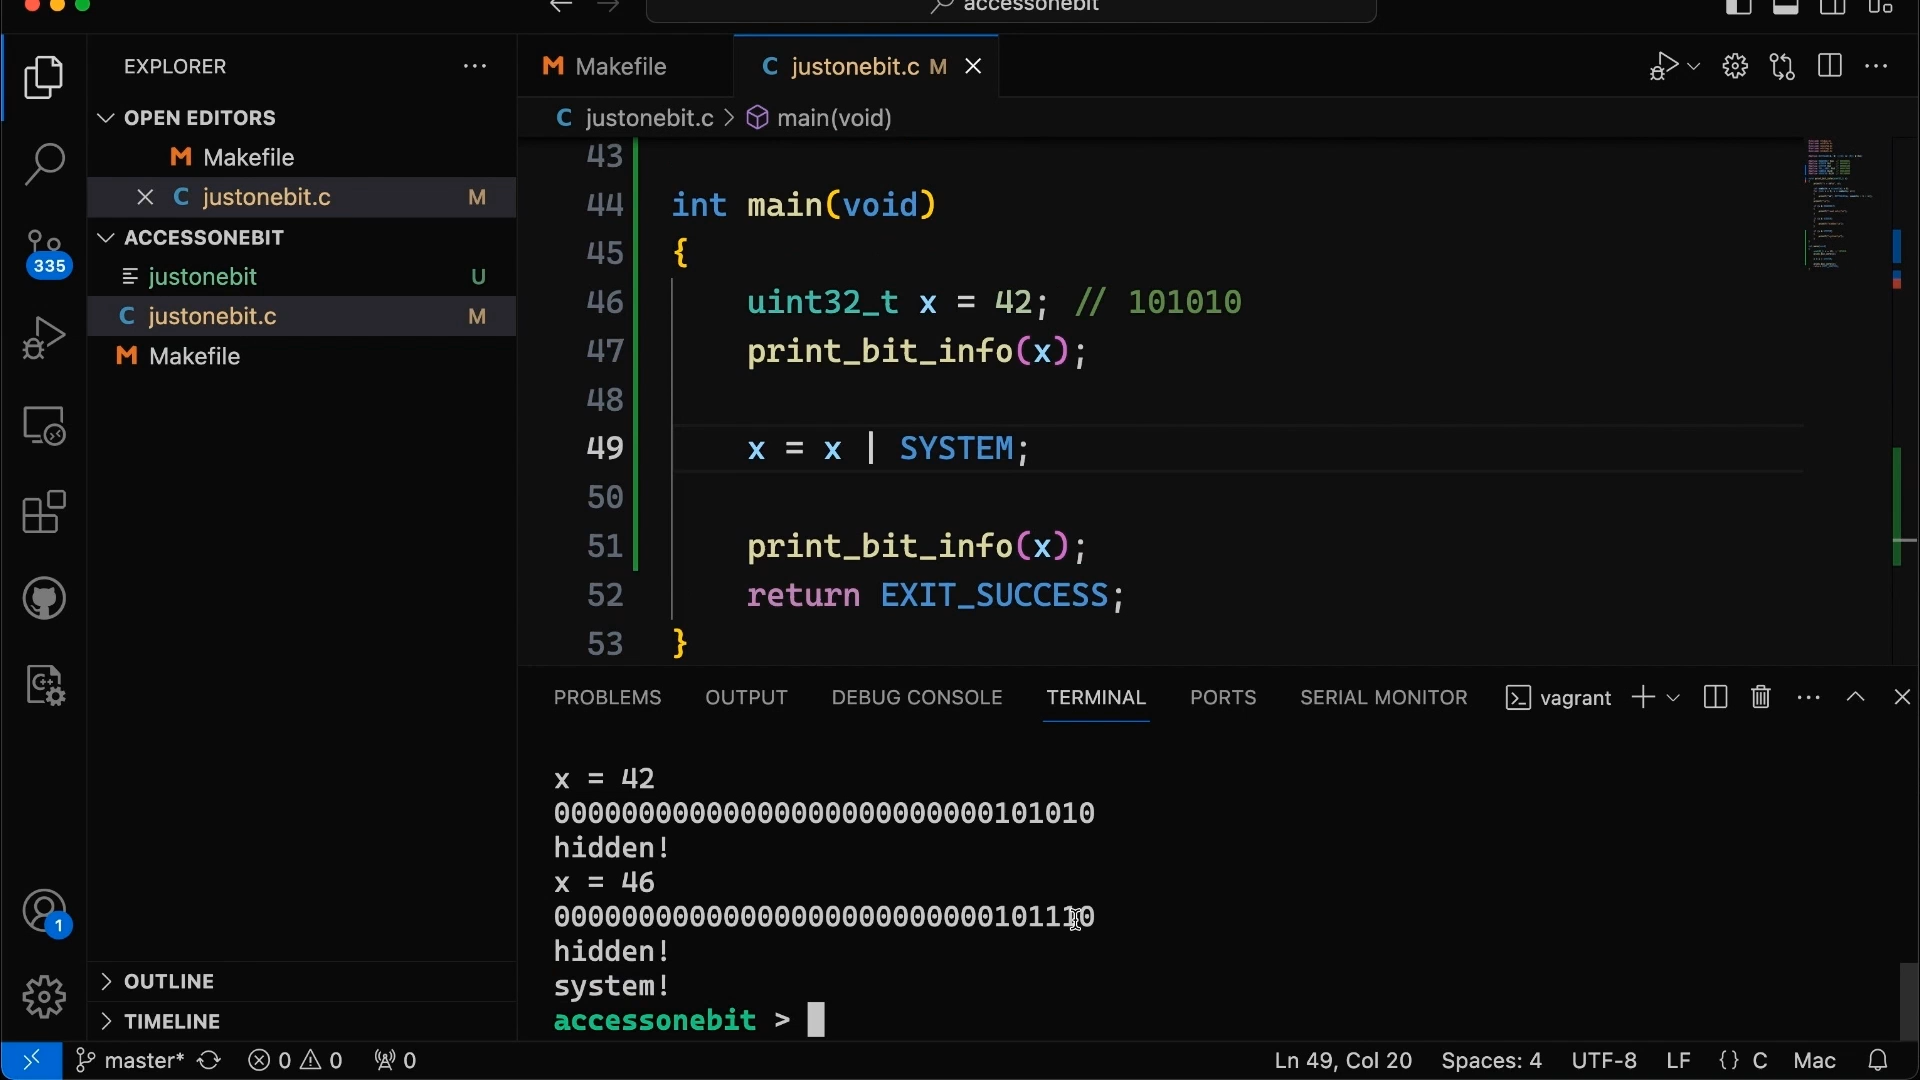 accessonebit
EXPLORER
OPEN EDITORS
Makefile
justonebit.c M
ACCESSONEBIT
justonebit U
justonebit.c M
Makefile
OUTLINE
TIMELINE
335
1
Makefile
justonebit.c M
justonebit.c > main(void)
43
44 int main(void)
45 {
46 uint32_t x = 42; // 101010
47 print_bit_info(x);
48
49 x = x | SYSTEM;
50
51 print_bit_info(x);
52 return EXIT_SUCCESS;
53 }
PROBLEMS OUTPUT DEBUG CONSOLE TERMINAL PORTS SERIAL MONITOR vagrant
x = 42
00000000000000000000000000101010
hidden!
x = 46
00000000000000000000000000101110
hidden!
system!
accessonebit >
master* 0 0 0 Ln 49, Col 20 Spaces: 4 UTF-8 LF {} C Mac